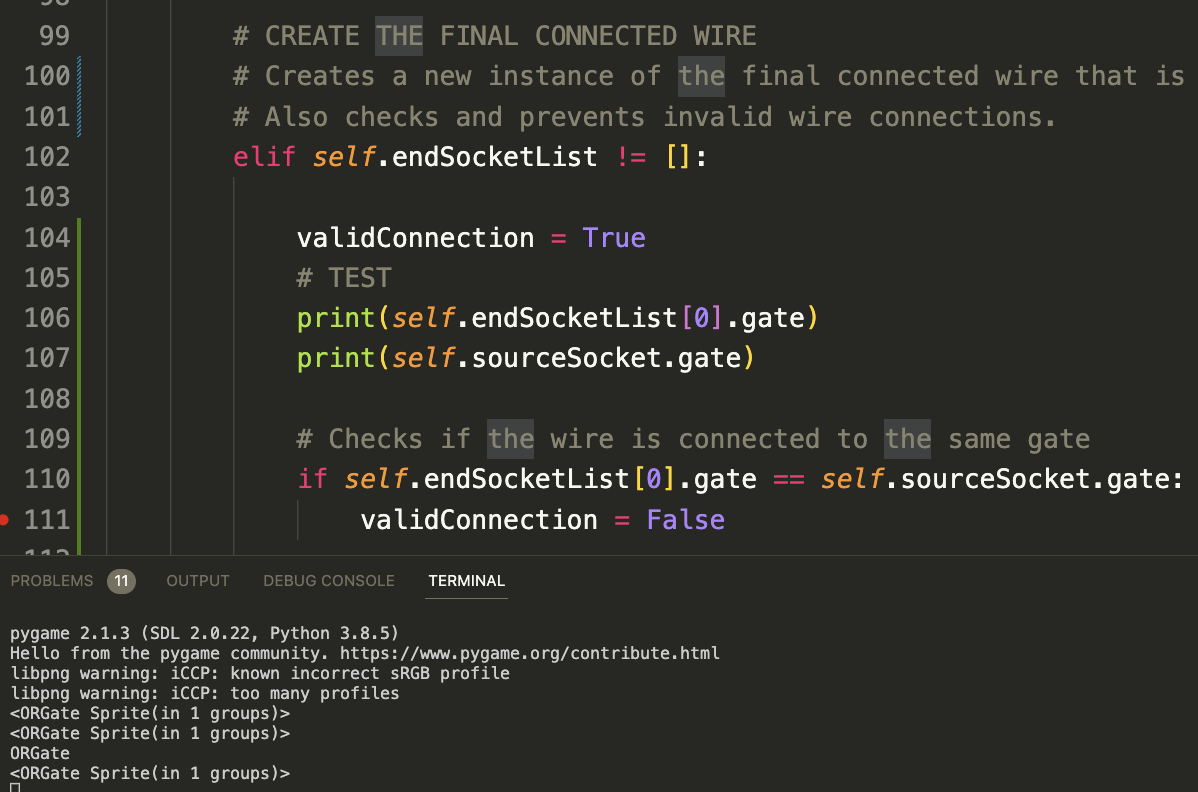 99 # CREATE THE FINAL CONNECTED WIRE
100 # Creates a new instance of the final connected wire that is
101 # Also checks and prevents invalid wire connections.
102 elif self.endSocketList != []:
103
104 validConnection = True
105 # TEST
106 print(self.endSocketList[0].gate)
107 print(self.sourceSocket.gate)
108
109 # Checks if the wire is connected to the same gate
110 if self.endSocketList[0].gate == self.sourceSocket.gate:
111 validConnection = False
PROBLEMS 11 OUTPUT DEBUG CONSOLE TERMINAL
pygame 2.1.3 (SDL 2.0.22, Python 3.8.5)
Hello from the pygame community. https://www.pygame.org/contribute.html
libpng warning: iCCP: known incorrect sRGB profile
libpng warning: iCCP: too many profiles
<ORGate Sprite(in 1 groups)>
<ORGate Sprite(in 1 groups)>
ORGate
<ORGate Sprite(in 1 groups)>